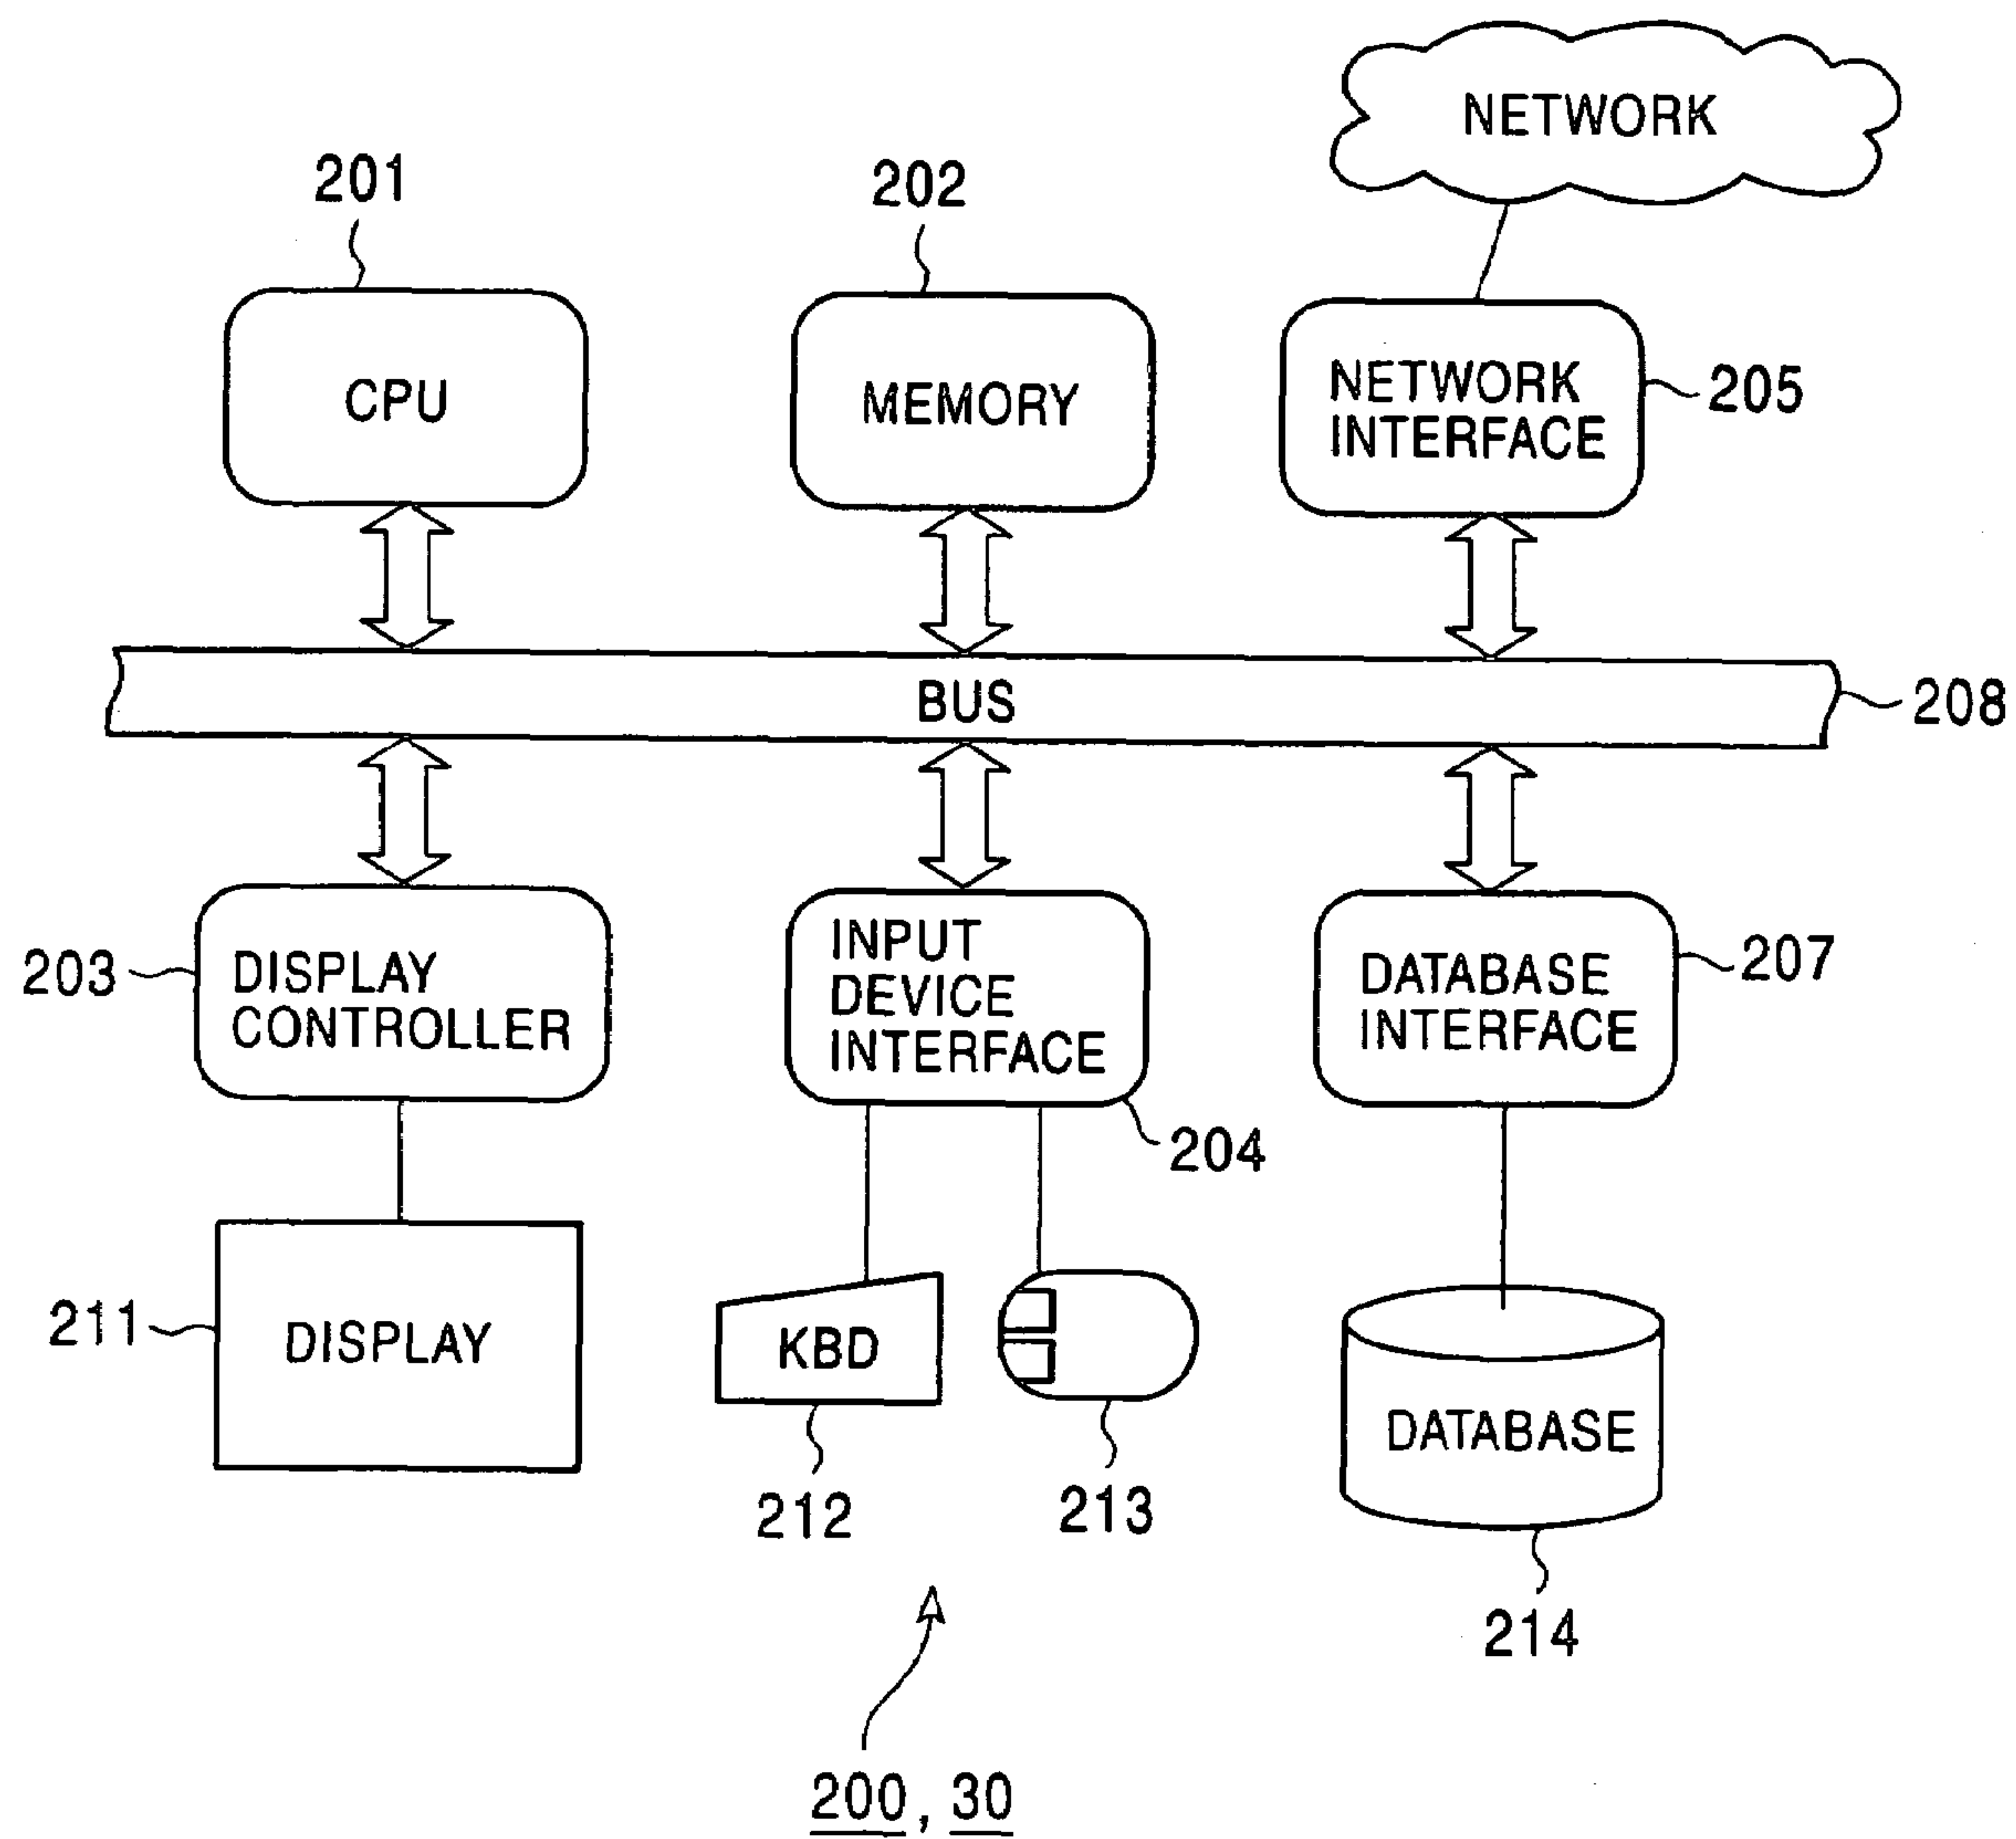 NETWORK
201
202
CPU
MEMORY
NETWORK
INTERFACE
205
BUS
208
203
DISPLAY
CONTROLLER
INPUT
DEVICE
INTERFACE
204
DATABASE
INTERFACE
207
211
DISPLAY
KBD
212
213
DATABASE
214
200, 30